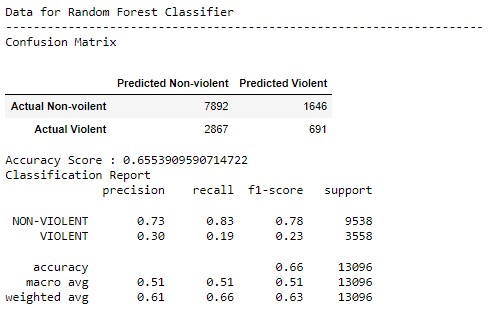 Data for Random Forest Classifier
--------------------------------------------------------------------------------
Confusion Matrix
Predicted Non-violent Predicted Violent
Actual Non-voilent 7892 1646
Actual Violent 2867 691
Accuracy Score : 0.6553909590714722
Classification Report
precision recall f1-score support
NON-VIOLENT 0.73 0.83 0.78 9538
VIOLENT 0.30 0.19 0.23 3558
accuracy 0.66 13096
macro avg 0.51 0.51 0.51 13096
weighted avg 0.61 0.66 0.63 13096